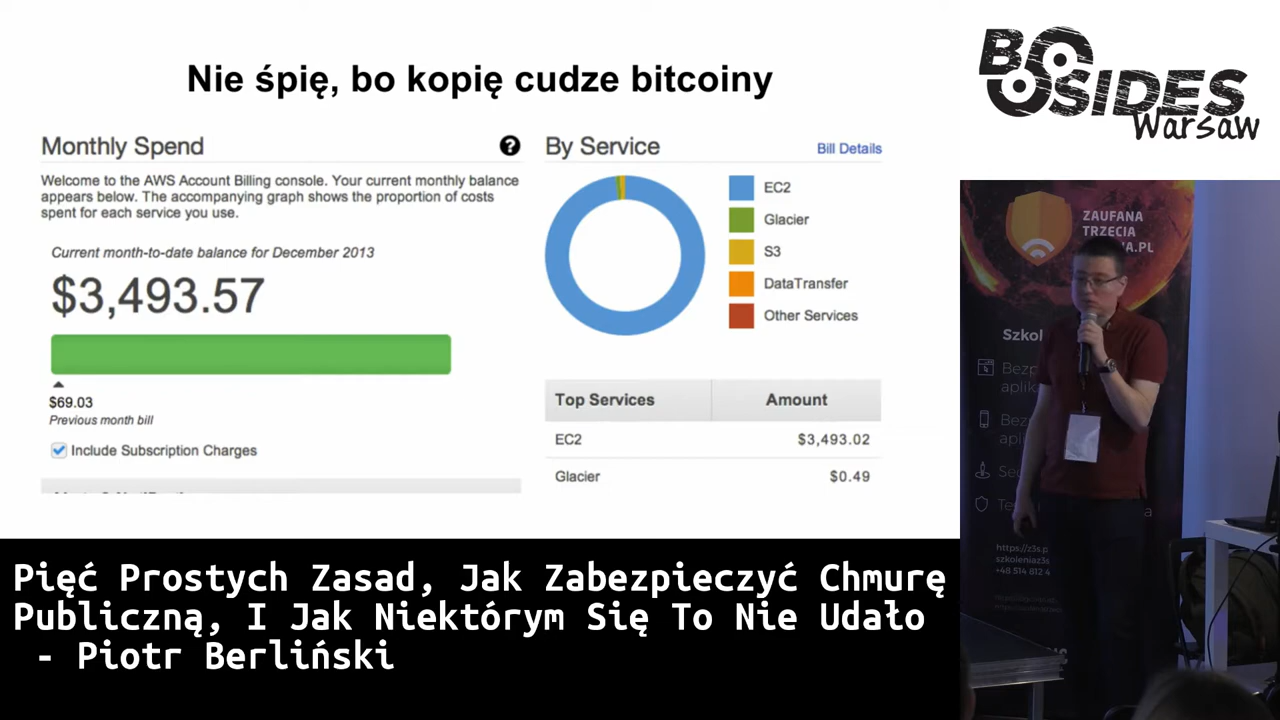 Nie śpię, bo kopię cudze bitcoiny
Monthly Spend
Welcome to the AWS Account Billing console. Your current monthly balance
appears below. The accompanying graph shows the proportion of costs
spent for each service you use.
Current month-to-date balance for December 2013
$3,493.57
$69.03
Previous month bill
Include Subscription Charges
By Service
Bill Details
EC2
Glacier
S3
DataTransfer
Other Services
Top Services Amount
EC2 $3,493.02
Glacier $0.49
BSIDES
Warsaw
ZAUFANA
TRZECIA
.PL
Pięć Prostych Zasad, Jak Zabezpieczyć Chmurę
Publiczną, I Jak Niektórym Się To Nie Udało
- Piotr Berliński